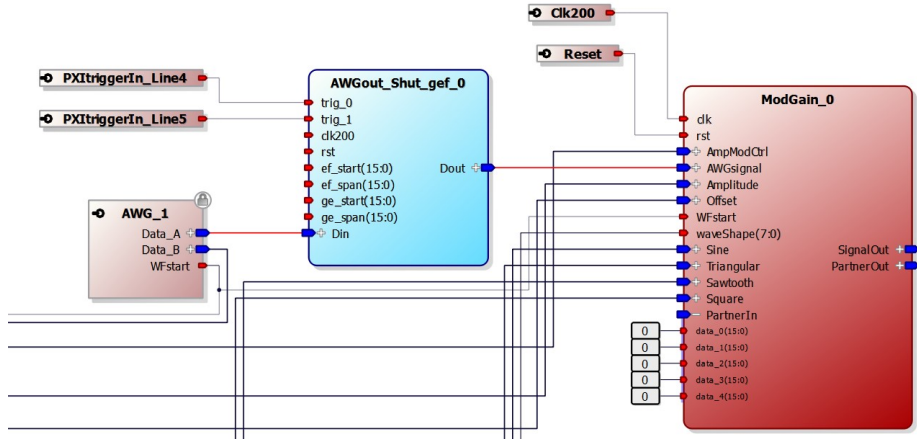 Clk200
Reset
PXItriggerIn_Line4
PXItriggerIn_Line5
AWGout_Shut_gef_0
trig_0
trig_1
clk200
rst
ef_start(15:0)
ef_span(15:0)
ge_start(15:0)
ge_span(15:0)
Din
Dout
AWG_1
Data_A
Data_B
WFstart
ModGain_0
clk
rst
AmpModCtrl
AWGsignal
Amplitude
Offset
WFstart
waveShape(7:0)
Sine
Triangular
Sawtooth
Square
PartnerIn
0 data_0(15:0)
0 data_1(15:0)
0 data_2(15:0)
0 data_3(15:0)
0 data_4(15:0)
SignalOut
PartnerOut